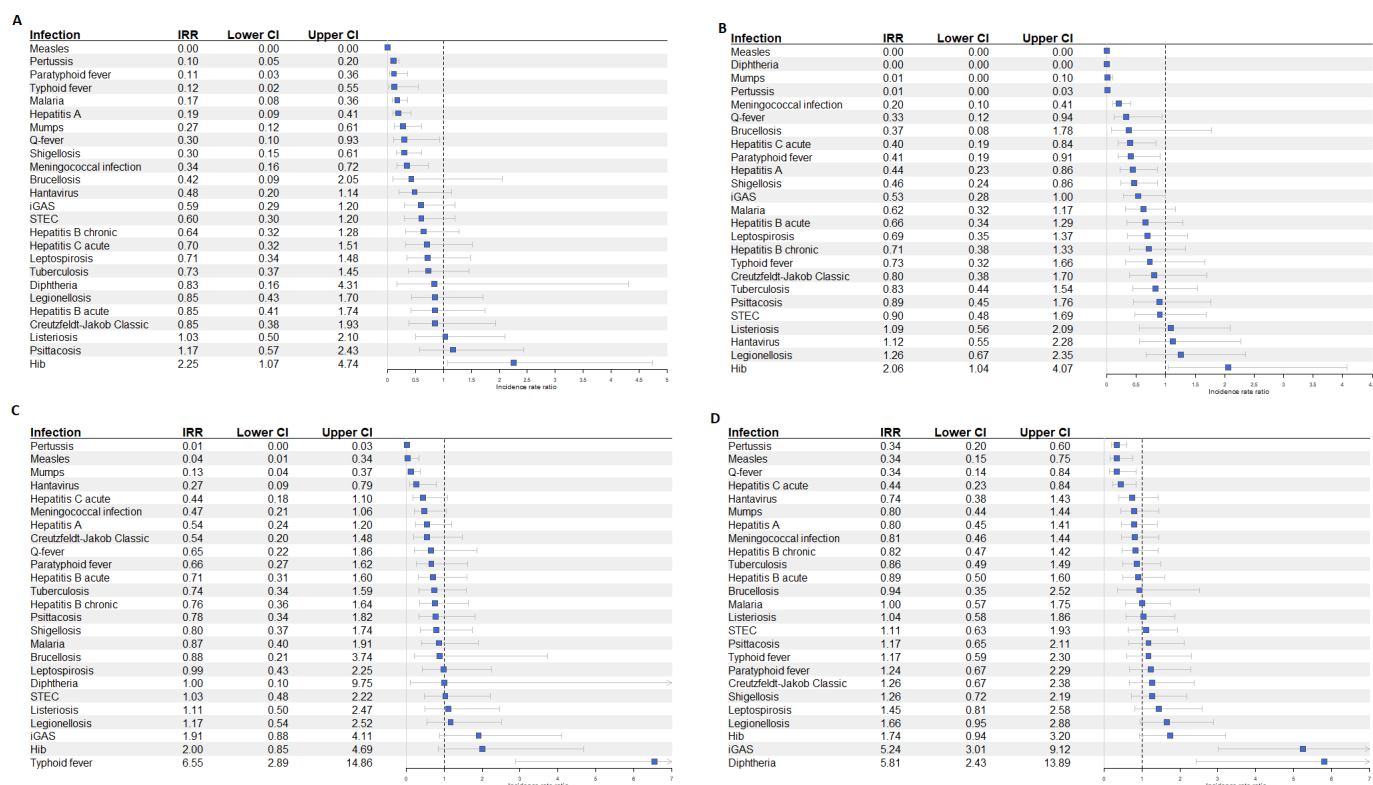 A
Infection IRR Lower CI Upper CI
Measles 0.00 0.00 0.00
Pertussis 0.10 0.05 0.20
Paratyphoid fever 0.11 0.03 0.36
Typhoid fever 0.12 0.02 0.55
Malaria 0.17 0.08 0.36
Hepatitis A 0.19 0.09 0.41
Mumps 0.27 0.12 0.61
Q-fever 0.30 0.10 0.93
Shigellosis 0.30 0.15 0.61
Meningococcal infection 0.34 0.16 0.72
Brucellosis 0.42 0.09 2.05
Hantavirus 0.48 0.20 1.14
iGAS 0.59 0.29 1.20
STEC 0.60 0.30 1.20
Hepatitis B chronic 0.64 0.32 1.28
Hepatitis C acute 0.70 0.32 1.51
Leptospirosis 0.71 0.34 1.48
Tuberculosis 0.73 0.37 1.45
Diphtheria 0.83 0.16 4.31
Legionellosis 0.85 0.43 1.70
Hepatitis B acute 0.85 0.41 1.74
Creutzfeldt-Jakob Classic 0.85 0.38 1.93
Listeriosis 1.03 0.50 2.10
Psittacosis 1.17 0.57 2.43
Hib 2.25 1.07 4.74
0 0.5 1 1.5 2 2.5 3 3.5 4 4.5 5
Incidence rate ratio
B
Infection IRR Lower CI Upper CI
Measles 0.00 0.00 0.00
Diphtheria 0.00 0.00 0.00
Mumps 0.01 0.00 0.10
Pertussis 0.01 0.00 0.03
Meningococcal infection 0.20 0.10 0.41
Q-fever 0.33 0.12 0.94
Brucellosis 0.37 0.08 1.78
Hepatitis C acute 0.40 0.19 0.84
Paratyphoid fever 0.41 0.19 0.91
Hepatitis A 0.44 0.23 0.86
Shigellosis 0.46 0.24 0.86
iGAS 0.53 0.28 1.00
Malaria 0.62 0.32 1.17
Hepatitis B acute 0.66 0.34 1.29
Leptospirosis 0.69 0.35 1.37
Hepatitis B chronic 0.71 0.38 1.33
Typhoid fever 0.73 0.32 1.66
Creutzfeldt-Jakob Classic 0.80 0.38 1.70
Tuberculosis 0.83 0.44 1.54
Psittacosis 0.89 0.45 1.76
STEC 0.90 0.48 1.69
Listeriosis 1.09 0.56 2.09
Hantavirus 1.12 0.55 2.28
Legionellosis 1.26 0.67 2.35
Hib 2.06 1.04 4.07
0 0.5 1 1.5 2 2.5 3 3.5 4
Incidence rate ratio
C
Infection IRR Lower CI Upper CI
Pertussis 0.01 0.00 0.03
Measles 0.04 0.01 0.34
Mumps 0.13 0.04 0.37
Hantavirus 0.27 0.09 0.79
Hepatitis C acute 0.44 0.18 1.10
Meningococcal infection 0.47 0.21 1.06
Hepatitis A 0.54 0.24 1.20
Creutzfeldt-Jakob Classic 0.54 0.20 1.48
Q-fever 0.65 0.22 1.86
Paratyphoid fever 0.66 0.27 1.62
Hepatitis B acute 0.71 0.31 1.60
Tuberculosis 0.74 0.34 1.59
Hepatitis B chronic 0.76 0.36 1.64
Psittacosis 0.78 0.34 1.82
Shigellosis 0.80 0.37 1.74
Malaria 0.87 0.40 1.91
Brucellosis 0.88 0.21 3.74
Leptospirosis 0.99 0.43 2.25
Diphtheria 1.00 0.10 9.75
STEC 1.03 0.48 2.22
Listeriosis 1.11 0.50 2.47
Legionellosis 1.17 0.54 2.52
iGAS 1.91 0.88 4.11
Hib 2.00 0.85 4.69
Typhoid fever 6.55 2.89 14.86
0 1 2 3 4 5 6 7
D
Infection IRR Lower CI Upper CI
Pertussis 0.34 0.20 0.60
Measles 0.34 0.15 0.75
Q-fever 0.34 0.14 0.84
Hepatitis C acute 0.44 0.23 0.84
Hantavirus 0.74 0.38 1.43
Mumps 0.80 0.44 1.44
Hepatitis A 0.80 0.45 1.41
Meningococcal infection 0.81 0.46 1.44
Hepatitis B chronic 0.82 0.47 1.42
Tuberculosis 0.86 0.49 1.49
Hepatitis B acute 0.89 0.50 1.60
Brucellosis 0.94 0.35 2.52
Malaria 1.00 0.57 1.75
Listeriosis 1.04 0.58 1.86
STEC 1.11 0.63 1.93
Psittacosis 1.17 0.65 2.11
Typhoid fever 1.17 0.59 2.30
Paratyphoid fever 1.24 0.67 2.29
Creutzfeldt-Jakob Classic 1.26 0.67 2.38
Shigellosis 1.26 0.72 2.19
Leptospirosis 1.45 0.81 2.58
Legionellosis 1.66 0.95 2.88
Hib 1.74 0.94 3.20
iGAS 5.24 3.01 9.12
Diphtheria 5.81 2.43 13.89
0 1 2 3 4 5 6 7